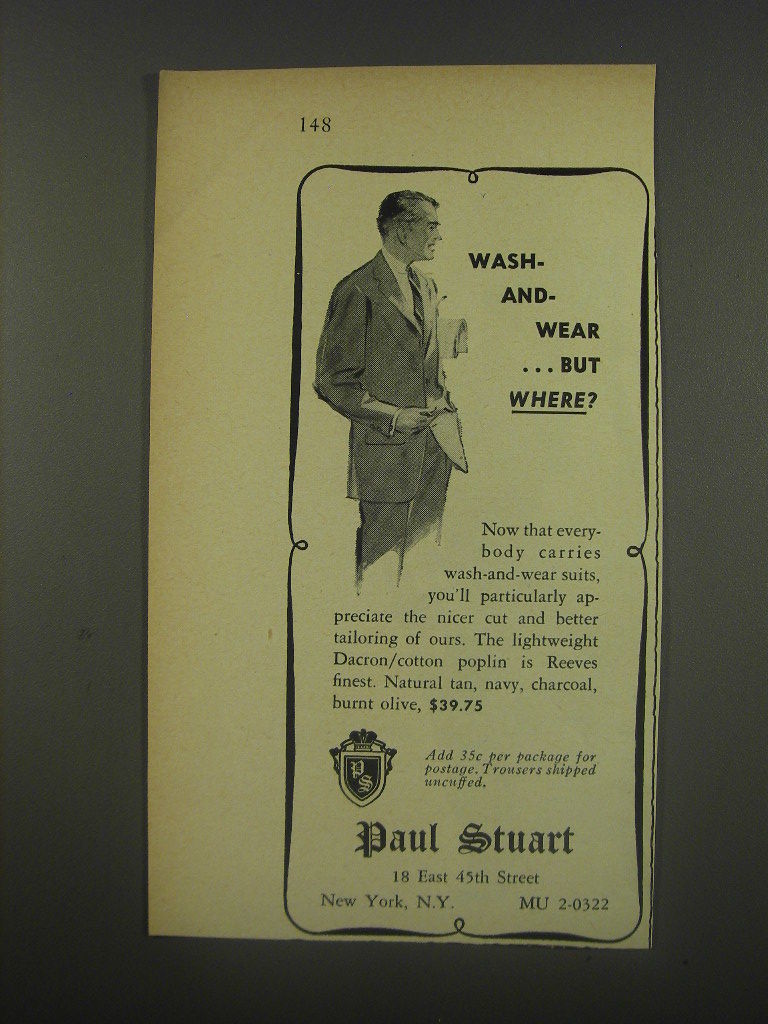 148
WASH-
AND-
WEAR
...BUT
WHERE?
Now that every-
body carries
wash-and-wear suits,
you'll particularly ap-
preciate the nicer cut and better
tailoring of ours. The lightweight
Dacron/cotton poplin is Reeves
finest. Natural tan, navy, charcoal,
burnt olive, $39.75
PS
Add 35c per package for
postage. Trousers shipped
uncuffed.
Paul Stuart
18 East 45th Street
New York, N.Y. MU 2-0322